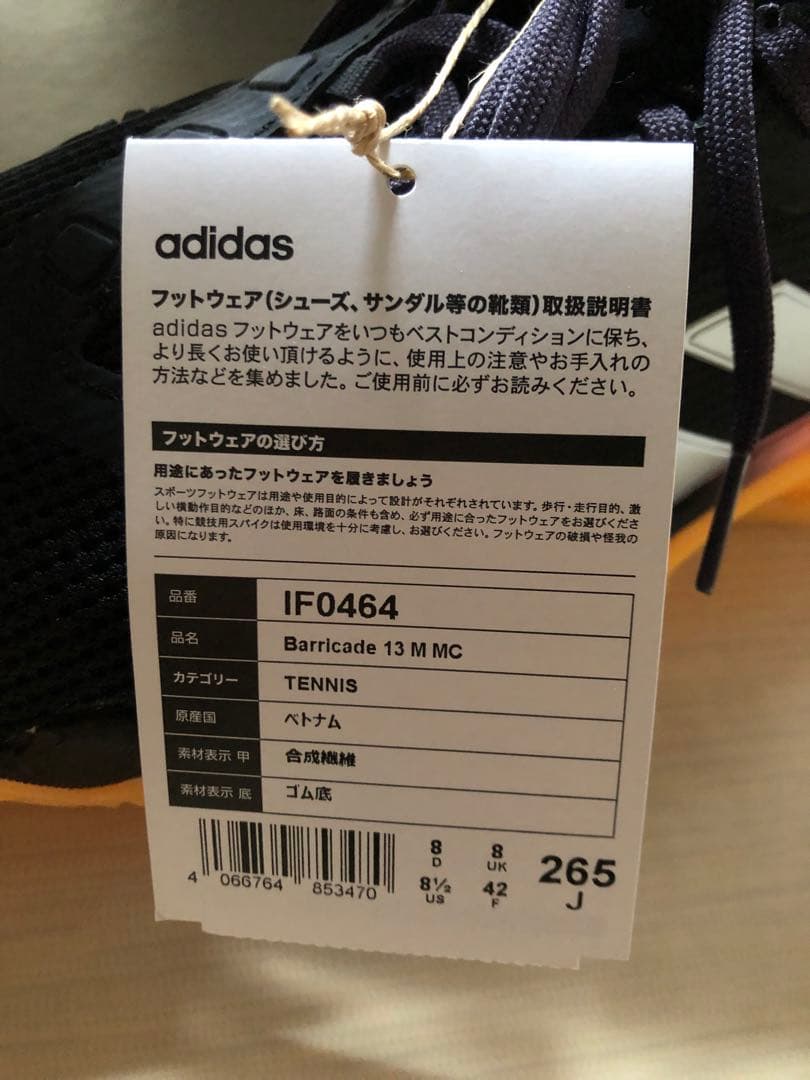 adidas
フットウェア(シューズ、サンダル等の靴類)取扱説明書
adidas フットウェアをいつもベストコンディションに保ち、
より長くお使い頂けるように、使用上の注意やお手入れの
方法などを集めました。ご使用前に必ずお読みください。
フットウェアの選び方
用途にあったフットウェアを履きましょう
スポーツフットウェアは用途や使用目的によって設計がそれぞれされています。歩行・走行目的、激
しい横動作目的などのほか、床、路面の条件も含め、必ず用途に合ったフットウェアをお選びくださ
い。特に競技用スパイクは使用環境を十分に考慮し、お選びください。フットウェアの破損や怪我の
原因になります。
品番 IF0464
品名 Barricade 13 M MC
カテゴリー TENNIS
原産国 ベトナム
素材表示 甲 合成繊維
素材表示 底 ゴム底
4 066764 853470
8 D 8 UK 265 J
8½ US 42 F